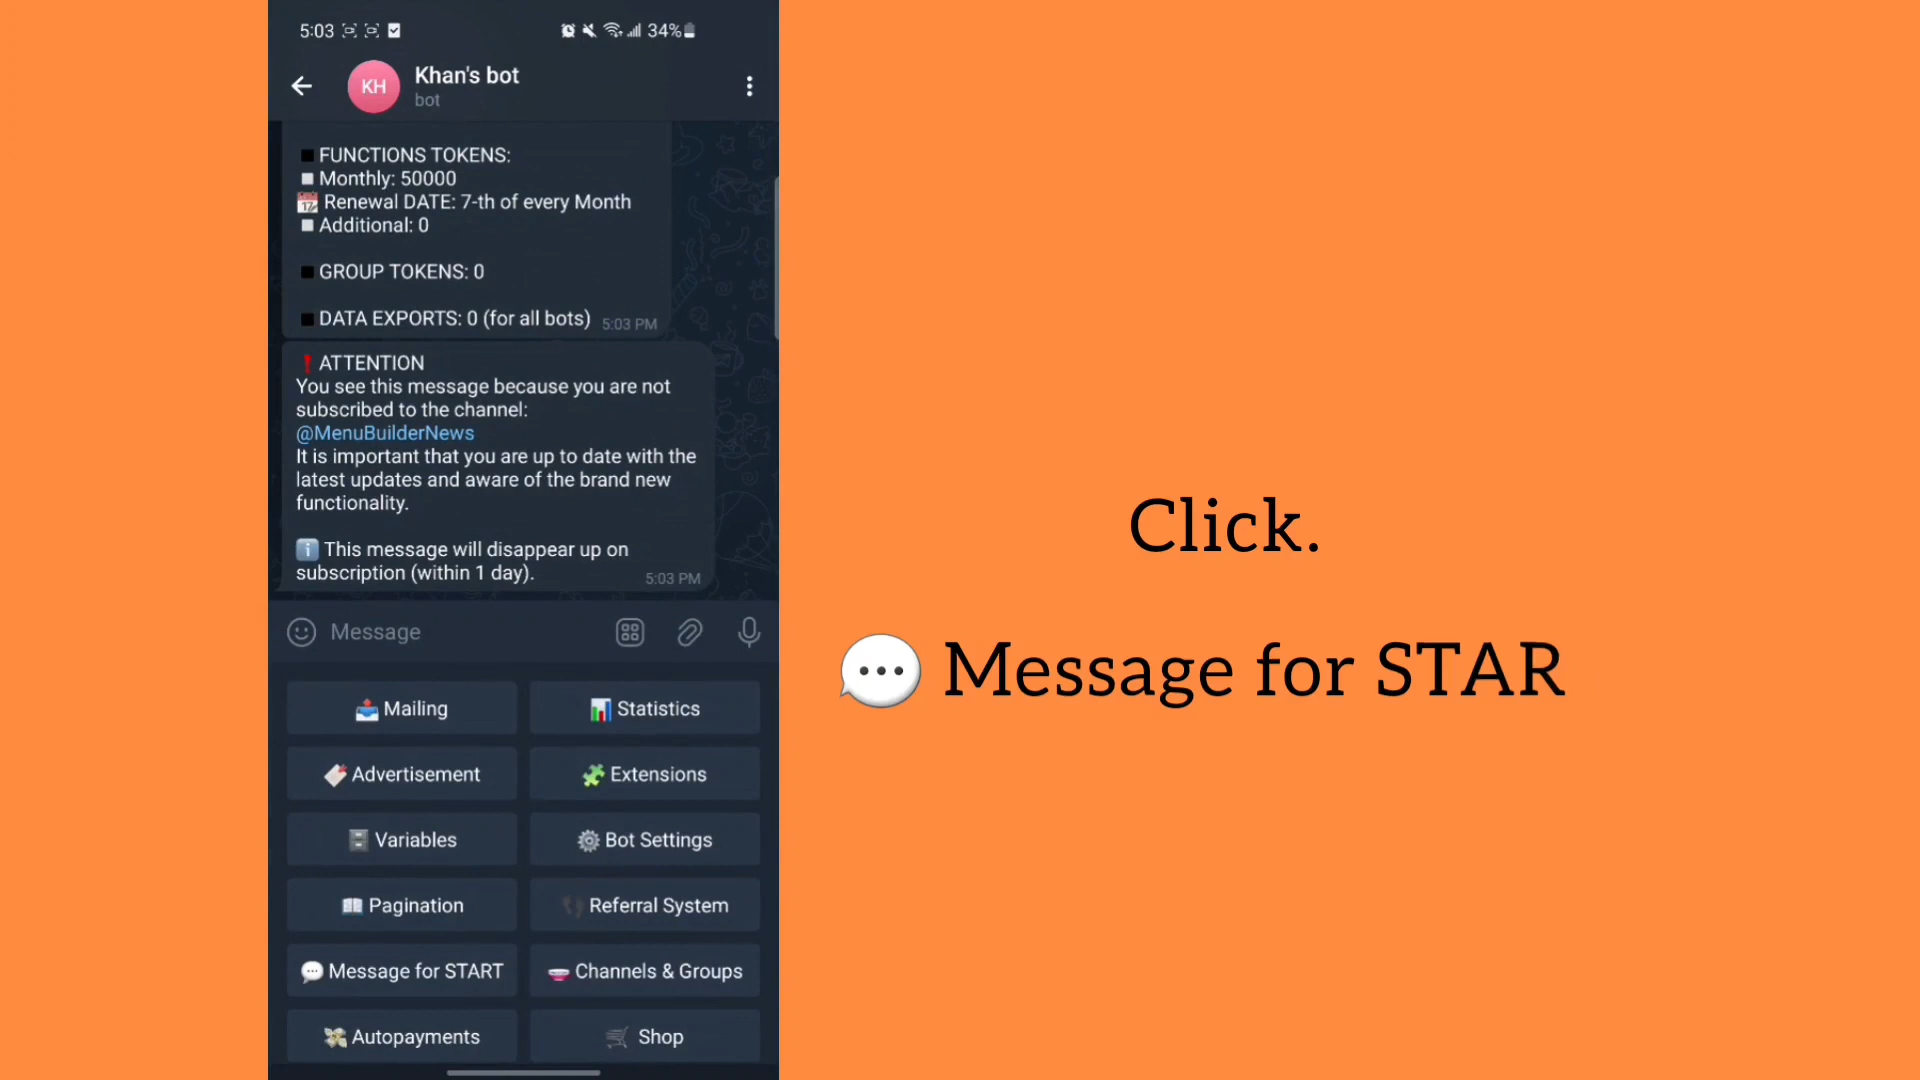 5:03
34%
KH
Khan's bot
bot
FUNCTIONS TOKENS:
Monthly: 50000
Renewal DATE: 7-th of every Month
Additional: 0
GROUP TOKENS: 0
DATA EXPORTS: 0 (for all bots) 5:03 PM
ATTENTION
You see this message because you are not
subscribed to the channel:
@MenuBuilderNews
It is important that you are up to date with the
latest updates and aware of the brand new
functionality.
This message will disappear up on
subscription (within 1 day). 5:03 PM
Message
Mailing
Statistics
Advertisement
Extensions
Variables
Bot Settings
Pagination
Referral System
Message for START
Channels & Groups
Autopayments
Shop
Click.
Message for STAR